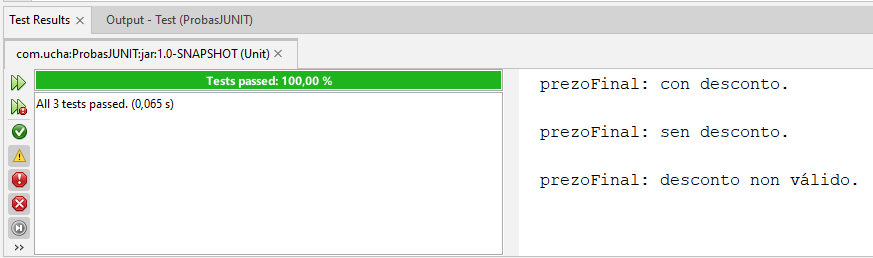 Test Results
Output - Test (ProbasJUNIT)
com.ucha:ProbasJUNIT:jar:1.0-SNAPSHOT (Unit)
Tests passed: 100,00 %
All 3 tests passed. (0,065 s)
prezoFinal: con desconto.
prezoFinal: sen desconto.
prezoFinal: desconto non válido.